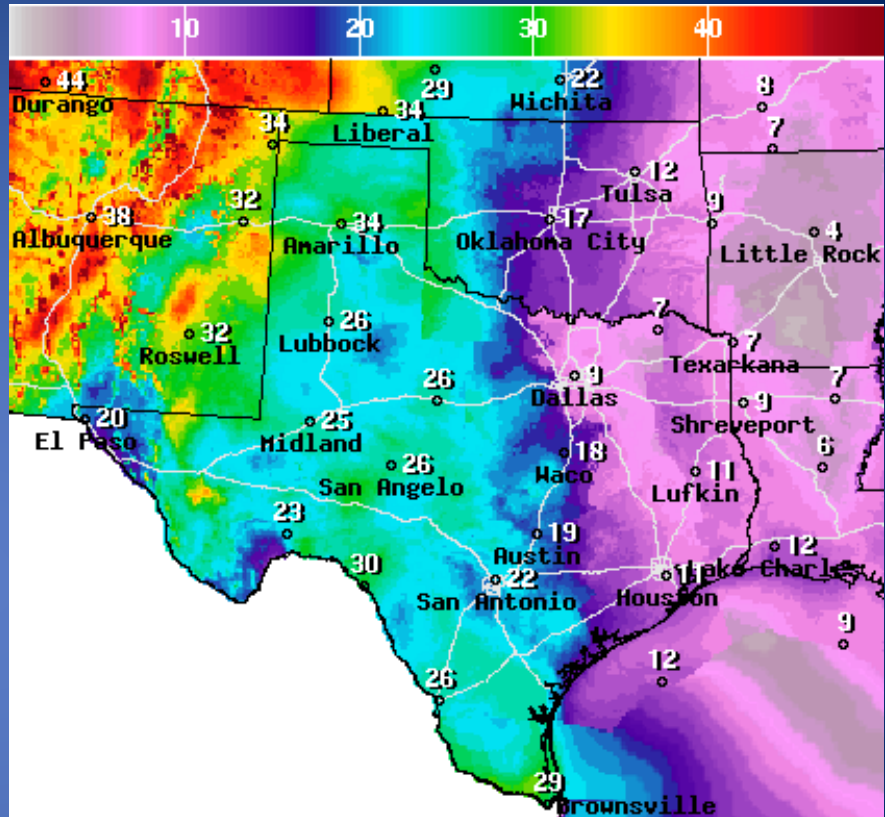 10 20 30 40
44
Durango
29
22
Wichita
8
34
Liberal
34
7
12
Tulsa
38
Albuquerque
32
34
Amarillo
17
Oklahoma City
9
4
Little Rock
32
Roswell
26
Lubbock
7
7
Texarkana
9
Dallas
26
9
Shreveport
7
20
El Paso
25
Midland
18
Waco
26
San Angelo
11
Lufkin
6
23
19
Austin
12
Lake Charles
30
22
San Antonio
11
Houston
9
12
26
29
Brownsville